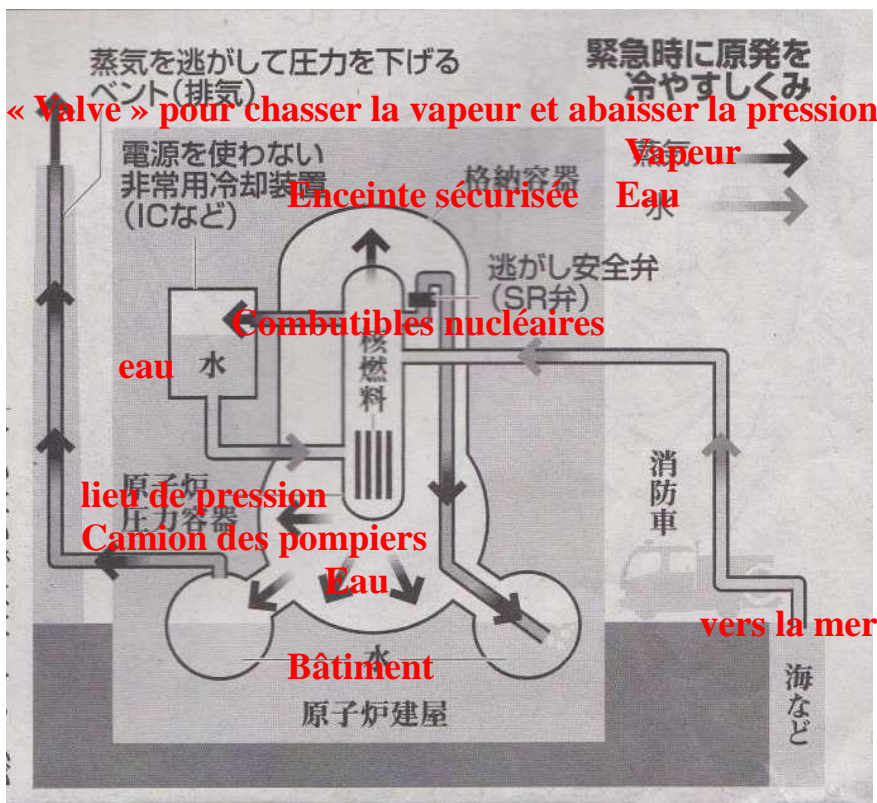 蒸気を逃がして圧力を下げる
ベント(排気)
緊急時に原発を
冷やすしくみ
« Valve » pour chasser la vapeur et abaisser la pression
電源を使わない
非常用冷却装置
(ICなど)
蒸気
Vapeur
格納容器
Enceinte sécurisée
水
Eau
逃がし安全弁
(SR弁)
Combutibles nucléaires
核燃料
eau
水
原子炉
圧力容器
lieu de pression
Camion des pompiers
消防車
Eau
vers la mer
水
Bâtiment
原子炉建屋
海など